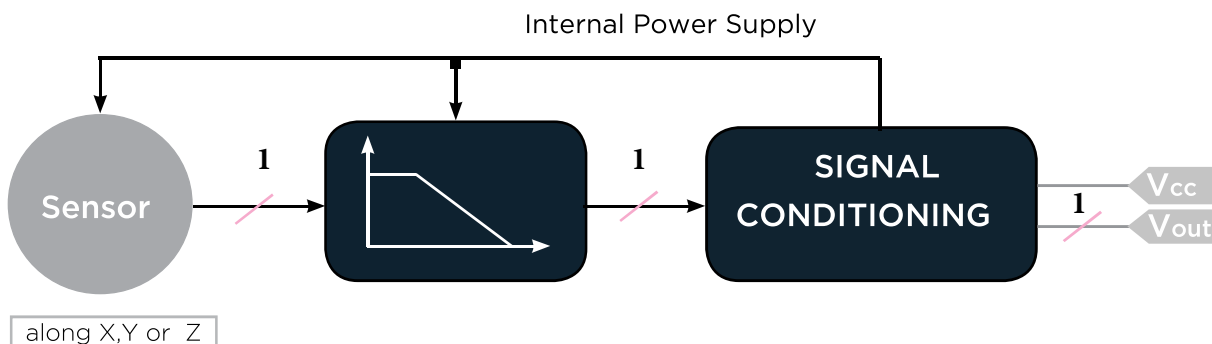 Internal Power Supply
1
1
SIGNAL
CONDITIONING
Sensor
Vcc
1
Vout
along X,Y or Z